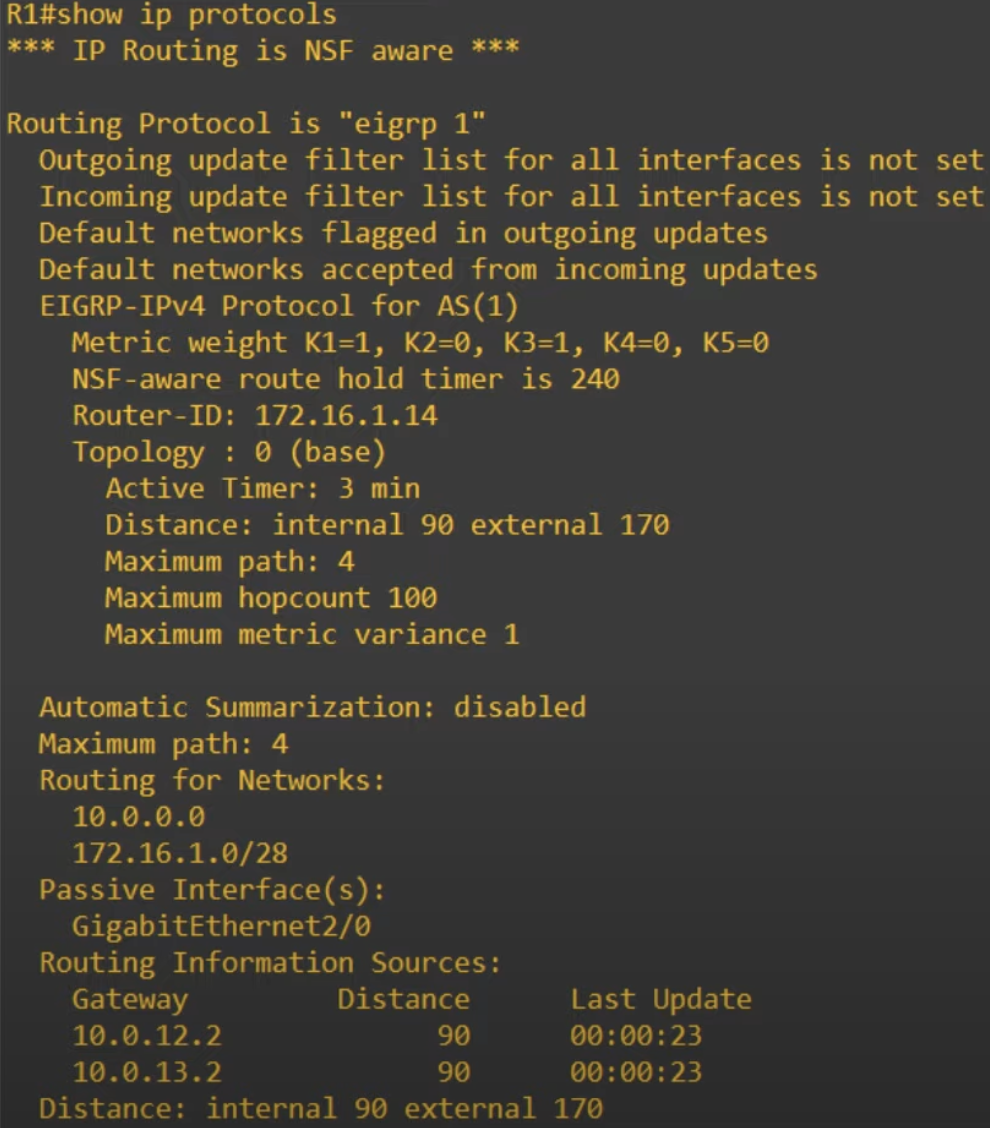 R1#show ip protocols
*** IP Routing is NSF aware ***
Routing Protocol is "eigrp 1"
Outgoing update filter list for all interfaces is not set
Incoming update filter list for all interfaces is not set
Default networks flagged in outgoing updates
Default networks accepted from incoming updates
EIGRP-IPv4 Protocol for AS(1)
Metric weight K1=1, K2=0, K3=1, K4=0, K5=0
NSF-aware route hold timer is 240
Router-ID: 172.16.1.14
Topology : 0 (base)
Active Timer: 3 min
Distance: internal 90 external 170
Maximum path: 4
Maximum hopcount 100
Maximum metric variance 1
Automatic Summarization: disabled
Maximum path: 4
Routing for Networks:
10.0.0.0
172.16.1.0/28
Passive Interface(s):
GigabitEthernet2/0
Routing Information Sources:
Gateway Distance Last Update
10.0.12.2 90 00:00:23
10.0.13.2 90 00:00:23
Distance: internal 90 external 170